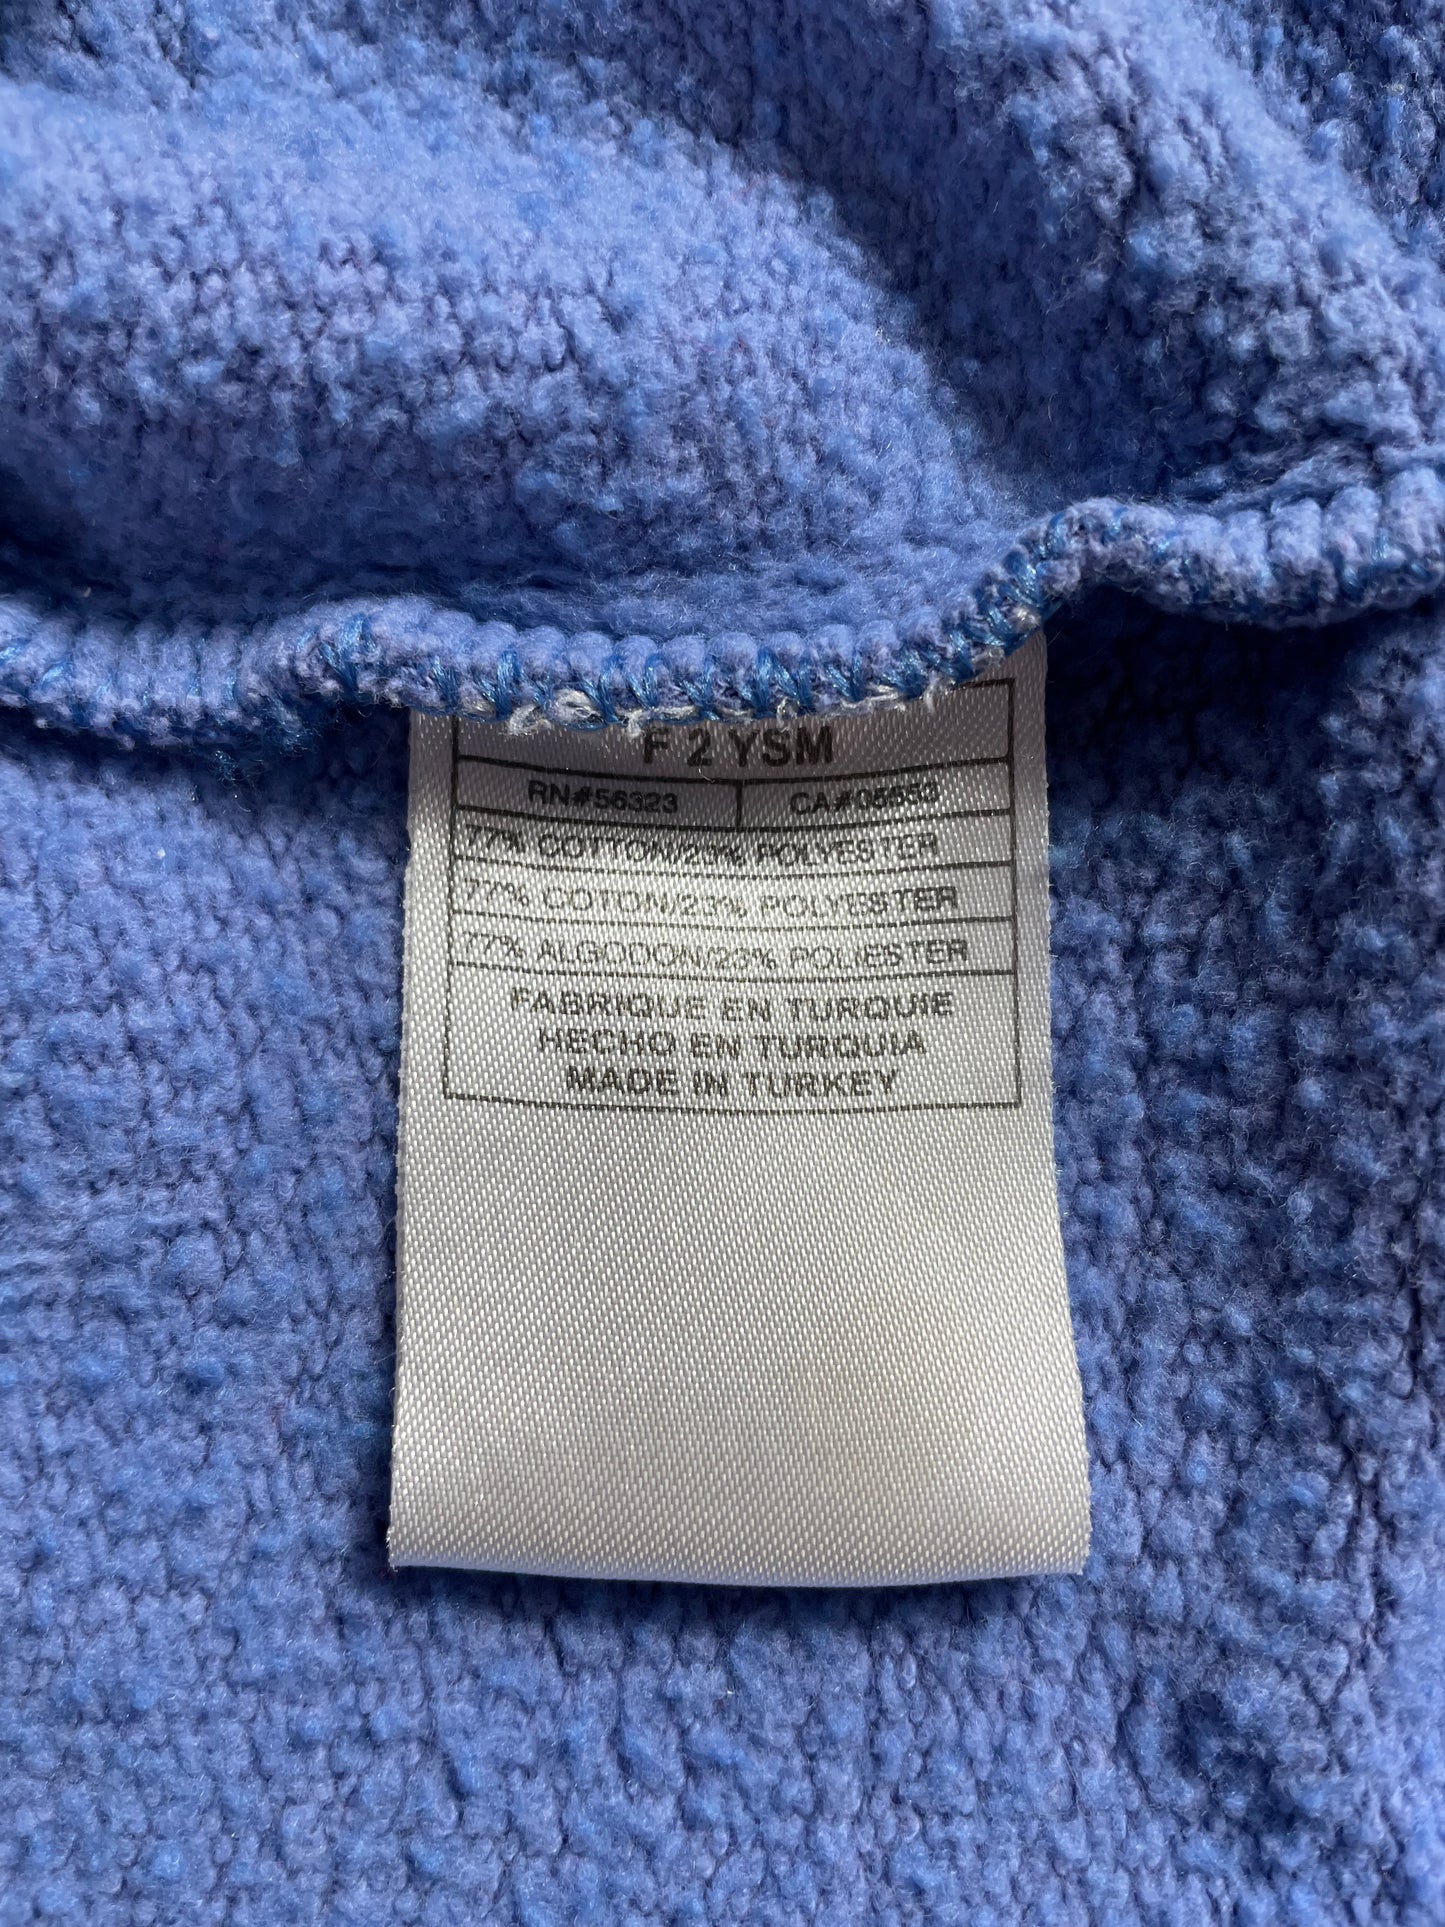 F 2 YSM
RN#56323 CA#05553
77% COTTON/23% POLYESTER
77% COTON/23% POLYESTER
77% ALGODON/23% POLIESTER
FABRIQUE EN TURQUIE
HECHO EN TURQUIA
MADE IN TURKEY